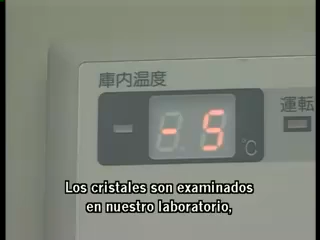 庫内温度
運転
-5
℃
Los cristales son examinados
en nuestro laboratorio,